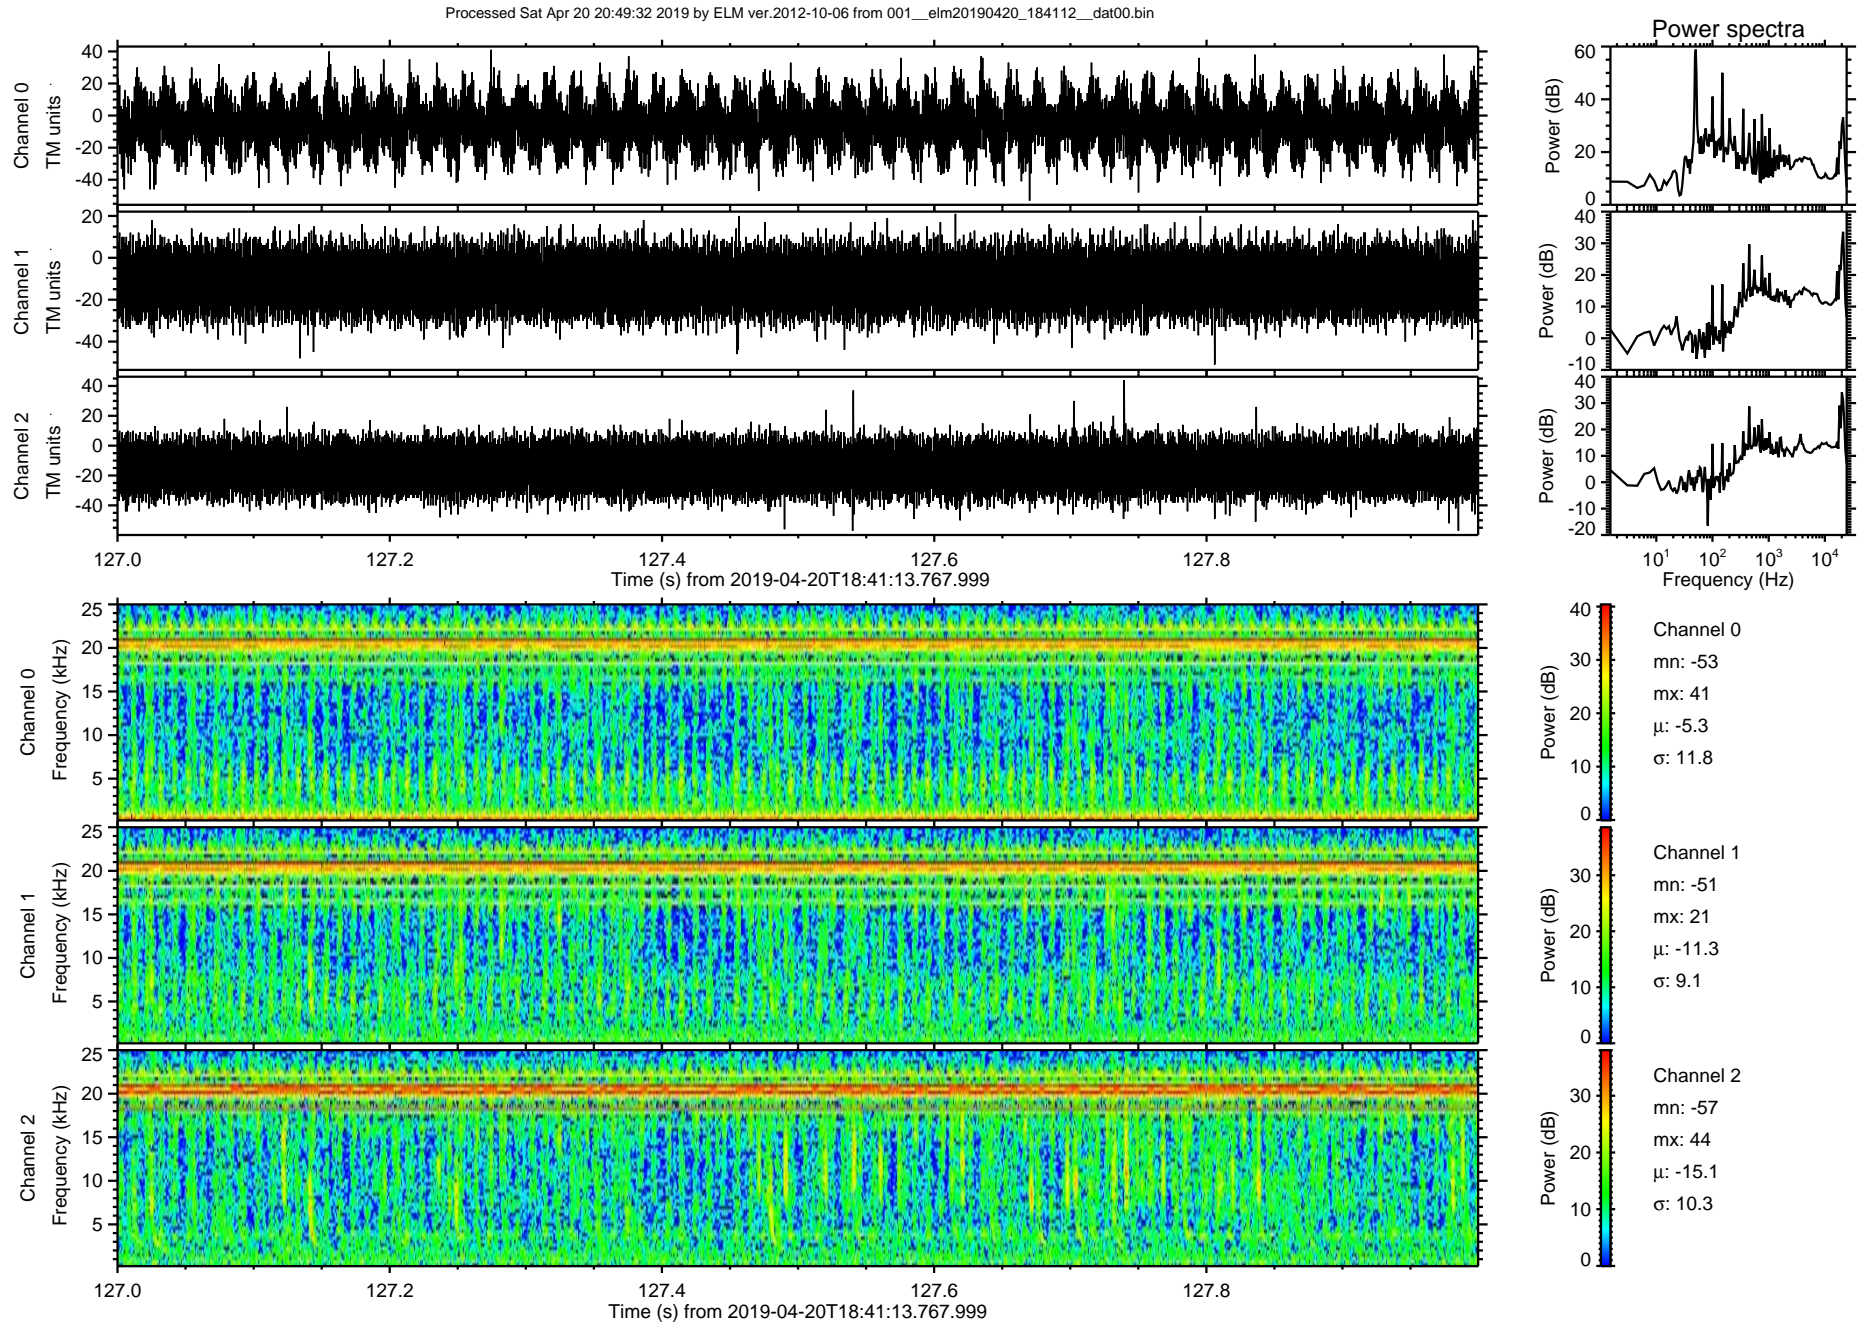 Processed Sat Apr 20 20:49:32 2019 by ELM ver.2012-10-06 from 001__elm20190420_184112__dat00.bin
Power spectra
Channel 0
TM units
40
20
0
-20
-40
Power (dB)
60
40
20
0
Channel 1
TM units
20
0
-20
-40
Power (dB)
40
30
20
10
0
-10
Channel 2
TM units
40
20
0
-20
-40
Power (dB)
40
30
20
10
0
-10
-20
127.0 127.2 127.4 127.6 127.8
Time (s) from 2019-04-20T18:41:13.767.999
10^1 10^2 10^3 10^4
Frequency (Hz)
Channel 0
Frequency (kHz)
25
20
15
10
5
Power (dB)
40
30
20
10
0
Channel 0
mn: -53
mx: 41
μ: -5.3
σ: 11.8
Channel 1
Frequency (kHz)
25
20
15
10
5
Power (dB)
30
20
10
0
Channel 1
mn: -51
mx: 21
μ: -11.3
σ: 9.1
Channel 2
Frequency (kHz)
25
20
15
10
5
Power (dB)
30
20
10
0
Channel 2
mn: -57
mx: 44
μ: -15.1
σ: 10.3
127.0 127.2 127.4 127.6 127.8
Time (s) from 2019-04-20T18:41:13.767.999